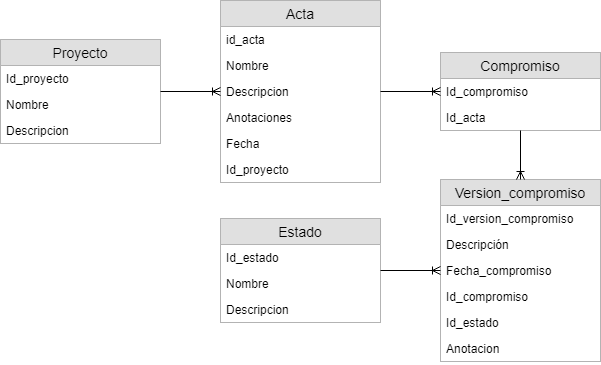 Proyecto
Id_proyecto
Nombre
Descripcion
Acta
id_acta
Nombre
Descripcion
Anotaciones
Fecha
Id_proyecto
Compromiso
Id_compromiso
Id_acta
Estado
Id_estado
Nombre
Descripcion
Version_compromiso
Id_version_compromiso
Descripción
Fecha_compromiso
Id_compromiso
Id_estado
Anotacion